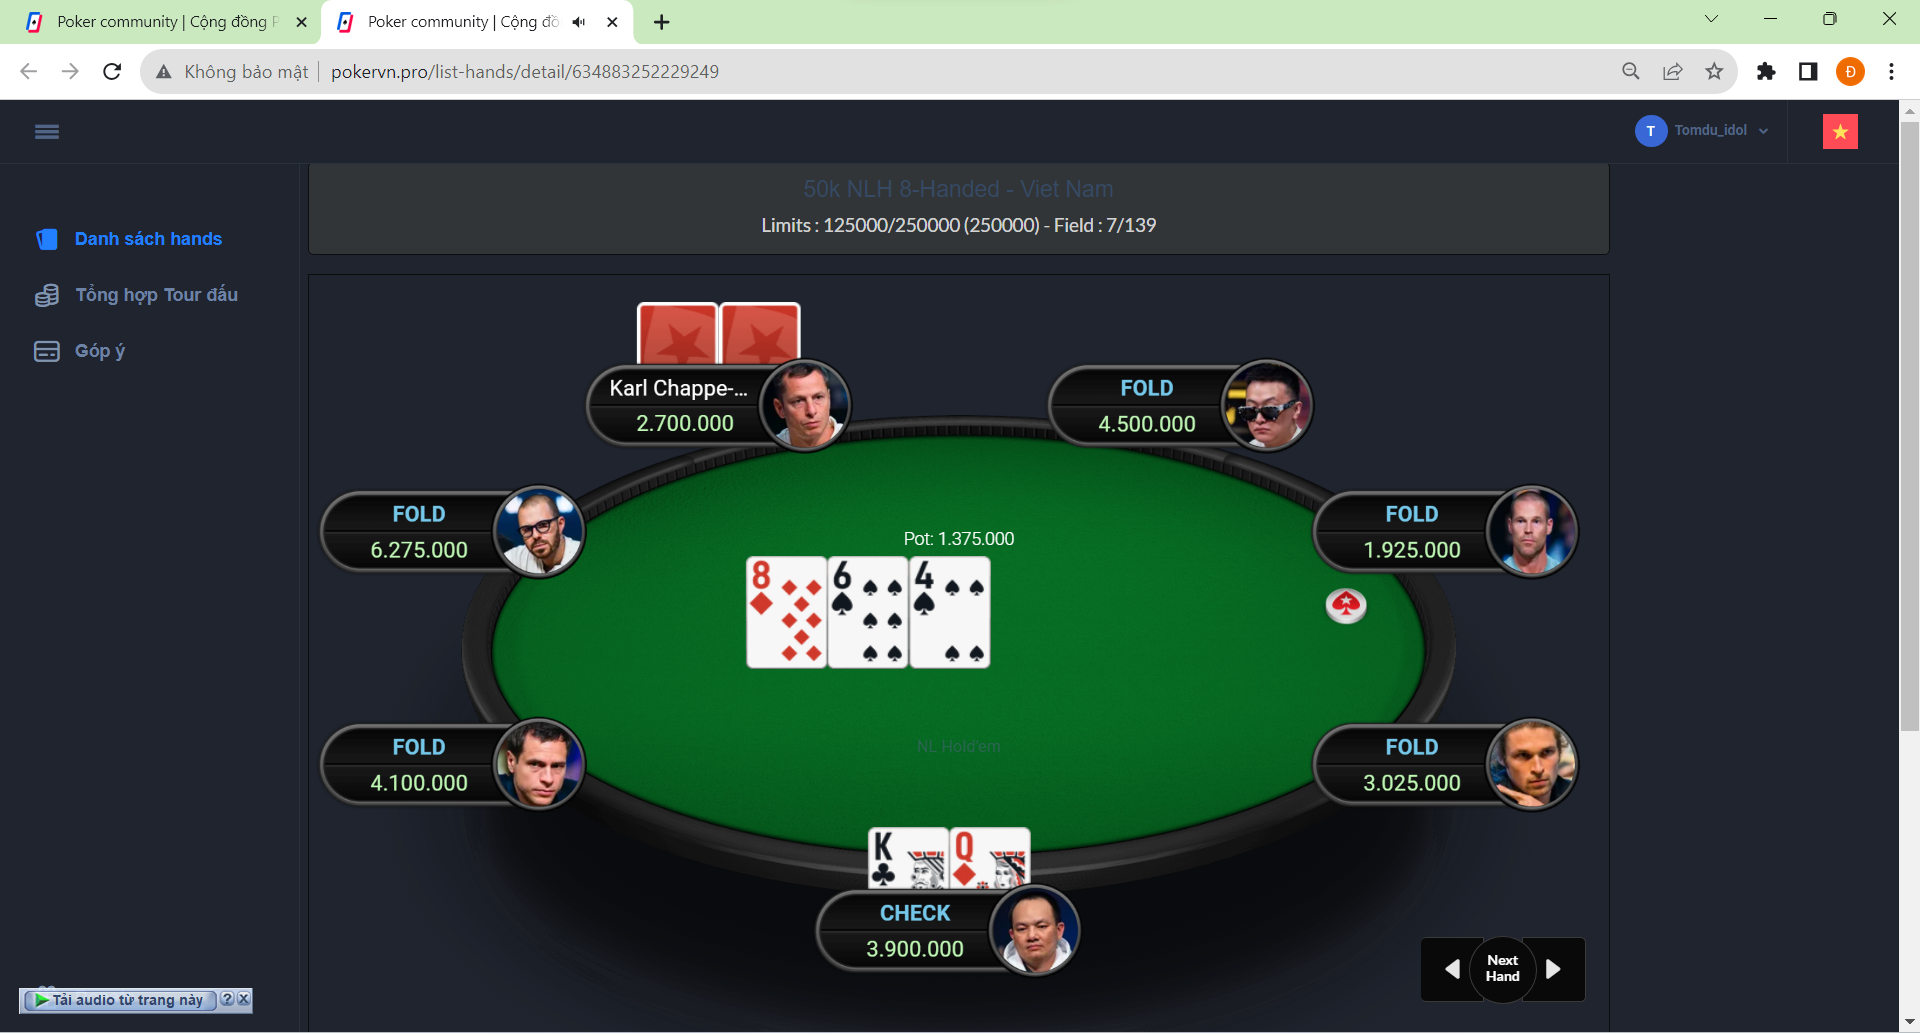 Poker community | Cộng đồng P
Poker community | Cộng đồ
Không bảo mật
pokervn.pro/list-hands/detail/634883252229249
Đ
T
Tomdu_idol
50k NLH 8-Handed - Viet Nam
Limits : 125000/250000 (250000) - Field : 7/139
Danh sách hands
Tổng hợp Tour đấu
Góp ý
Karl Chappe-...
2.700.000
FOLD
4.500.000
FOLD
6.275.000
FOLD
1.925.000
Pot: 1.375.000
8
6
4
NL Hold'em
FOLD
4.100.000
FOLD
3.025.000
K
Q
CHECK
3.900.000
Next
Hand
Tải audio từ trang này
?
X